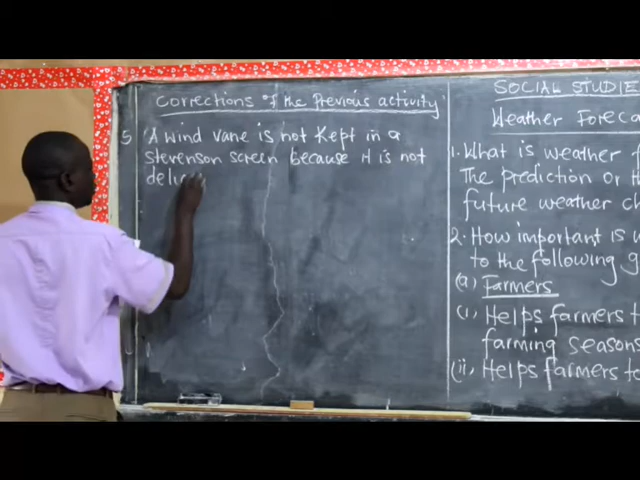 Corrections of the Previous activity
5 A wind vane is not kept in a
stevenson screen because it is not
delic
SOCIAL STUDIE
Weather Foreca
1. What is weather f
The prediction or th
future weather ch
2. How important is w
to the following g
(a) Farmers
(i) Helps farmers t
farming seasons
(ii) Helps farmers to